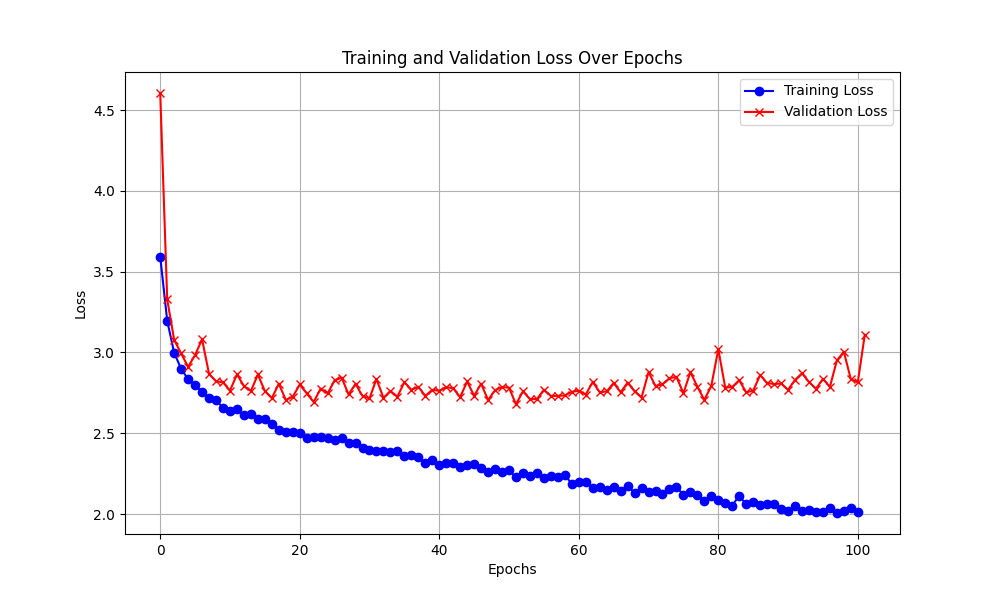 Training and Validation Loss Over Epochs
Training Loss
Validation Loss
4.5
4.0
3.5
3.0
2.5
2.0
Loss
0 20 40 60 80 100
Epochs